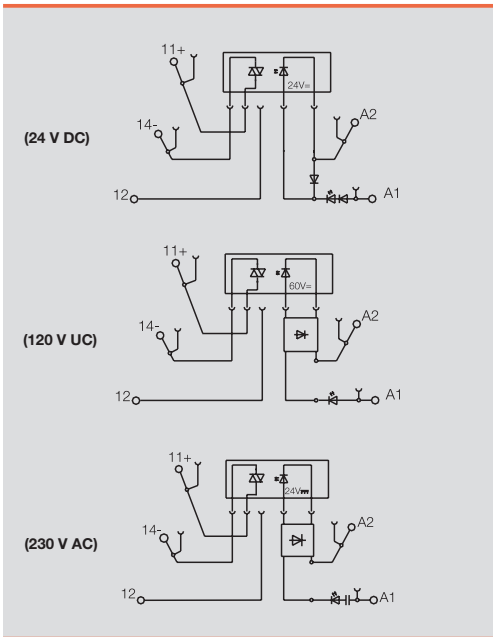 11+
24V=
14-
A2
(24 V DC)
12
A1
11+
60V=
14-
A2
(120 V UC)
12
A1
11+
24V⎓
14-
A2
(230 V AC)
12
A1